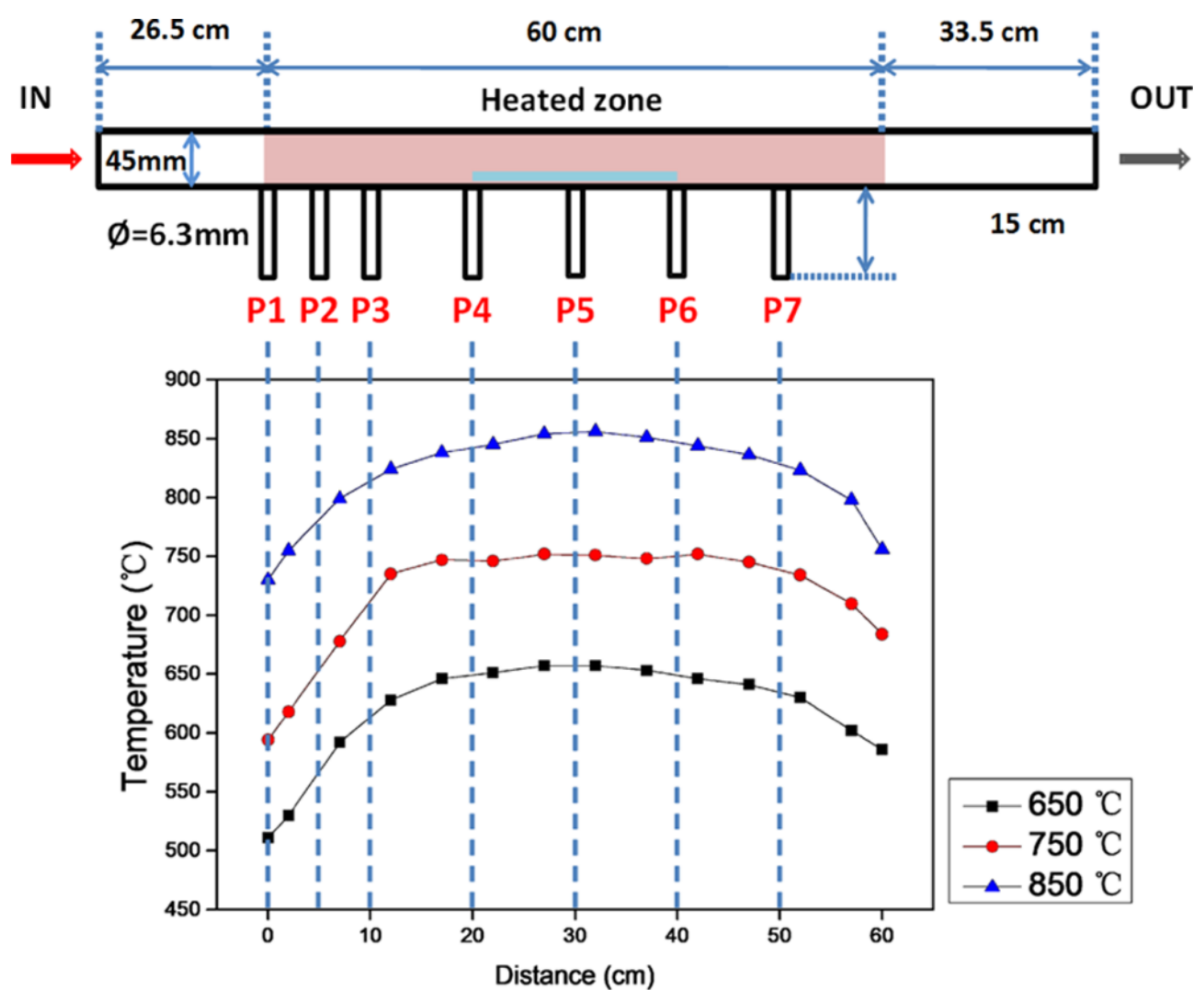 26.5 cm 60 cm 33.5 cm
IN Heated zone OUT
45mm
Ø=6.3mm 15 cm
P1 P2 P3 P4 P5 P6 P7
900
850
800
750
700
650
600
550
500
450
Temperature (℃)
0 10 20 30 40 50 60
Distance (cm)
650 ℃
750 ℃
850 ℃